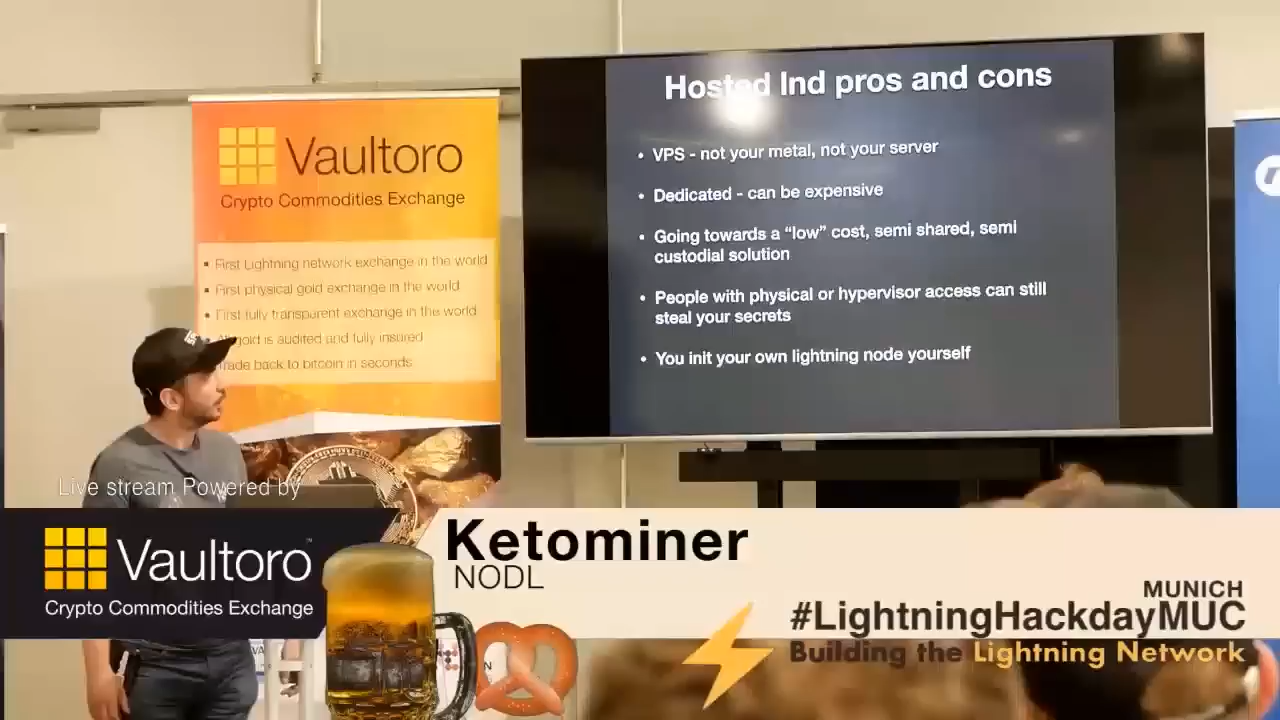 Vaultoro
Crypto Commodities Exchange
▪ First Lightning network exchange in the world
▪ First physical gold exchange in the world
▪ First fully transparent exchange in the world
gold is audited and fully insured
rade back to bitcoin in seconds
Hosted lnd pros and cons
• VPS - not your metal, not your server
• Dedicated - can be expensive
• Going towards a “low” cost, semi shared, semi
custodial solution
• People with physical or hypervisor access can still
steal your secrets
• You init your own lightning node yourself
Live stream Powered by
Vaultoro™
Crypto Commodities Exchange
Ketominer
NODL
MUNICH
#LightningHackdayMUC
Building the Lightning Network